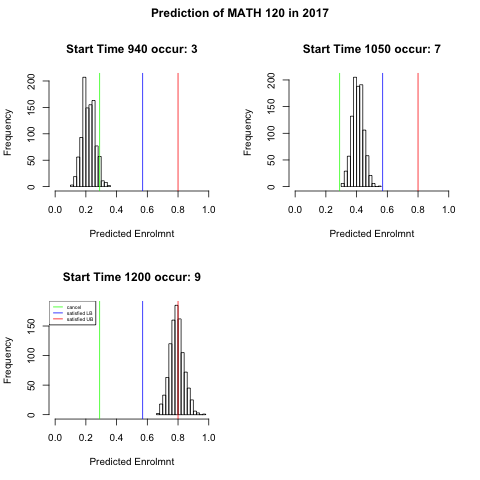 Prediction of MATH 120 in 2017
Start Time 940 occur: 3
Frequency
200
150
100
50
0
0.0 0.2 0.4 0.6 0.8 1.0
Predicted Enrolmnt
Start Time 1050 occur: 7
Frequency
200
150
100
50
0
0.0 0.2 0.4 0.6 0.8 1.0
Predicted Enrolmnt
Start Time 1200 occur: 9
cancel
satisfied LB
satisfied UB
Frequency
150
100
50
0
0.0 0.2 0.4 0.6 0.8 1.0
Predicted Enrolmnt